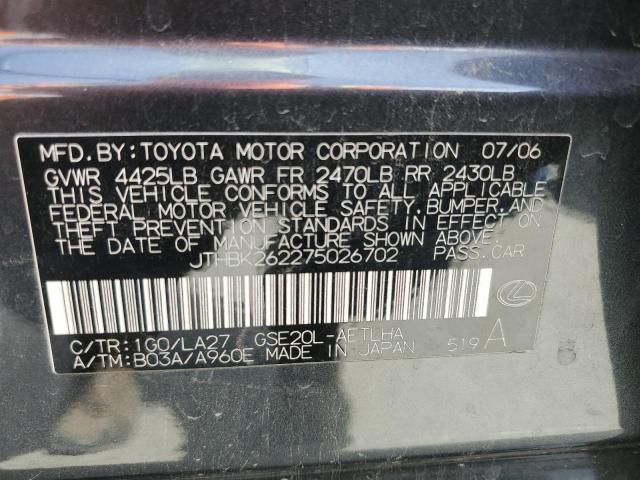 MFD. BY: TOYOTA MOTOR CORPORATION 07/06
GVWR 4425LB GAWR FR 2470LB RR 2430LB
THIS VEHICLE CONFORMS TO ALL APPLICABLE
FEDERAL MOTOR VEHICLE SAFETY, BUMPER, AND
THEFT PREVENTION STANDARDS IN EFFECT ON
THE DATE OF MANUFACTURE SHOWN ABOVE.
JTHBK262275026702 PASS. CAR
C/TR: 1G0/LA27 GSE20L-AETLHA
A/TM: B03A/A960E MADE IN JAPAN 519 A